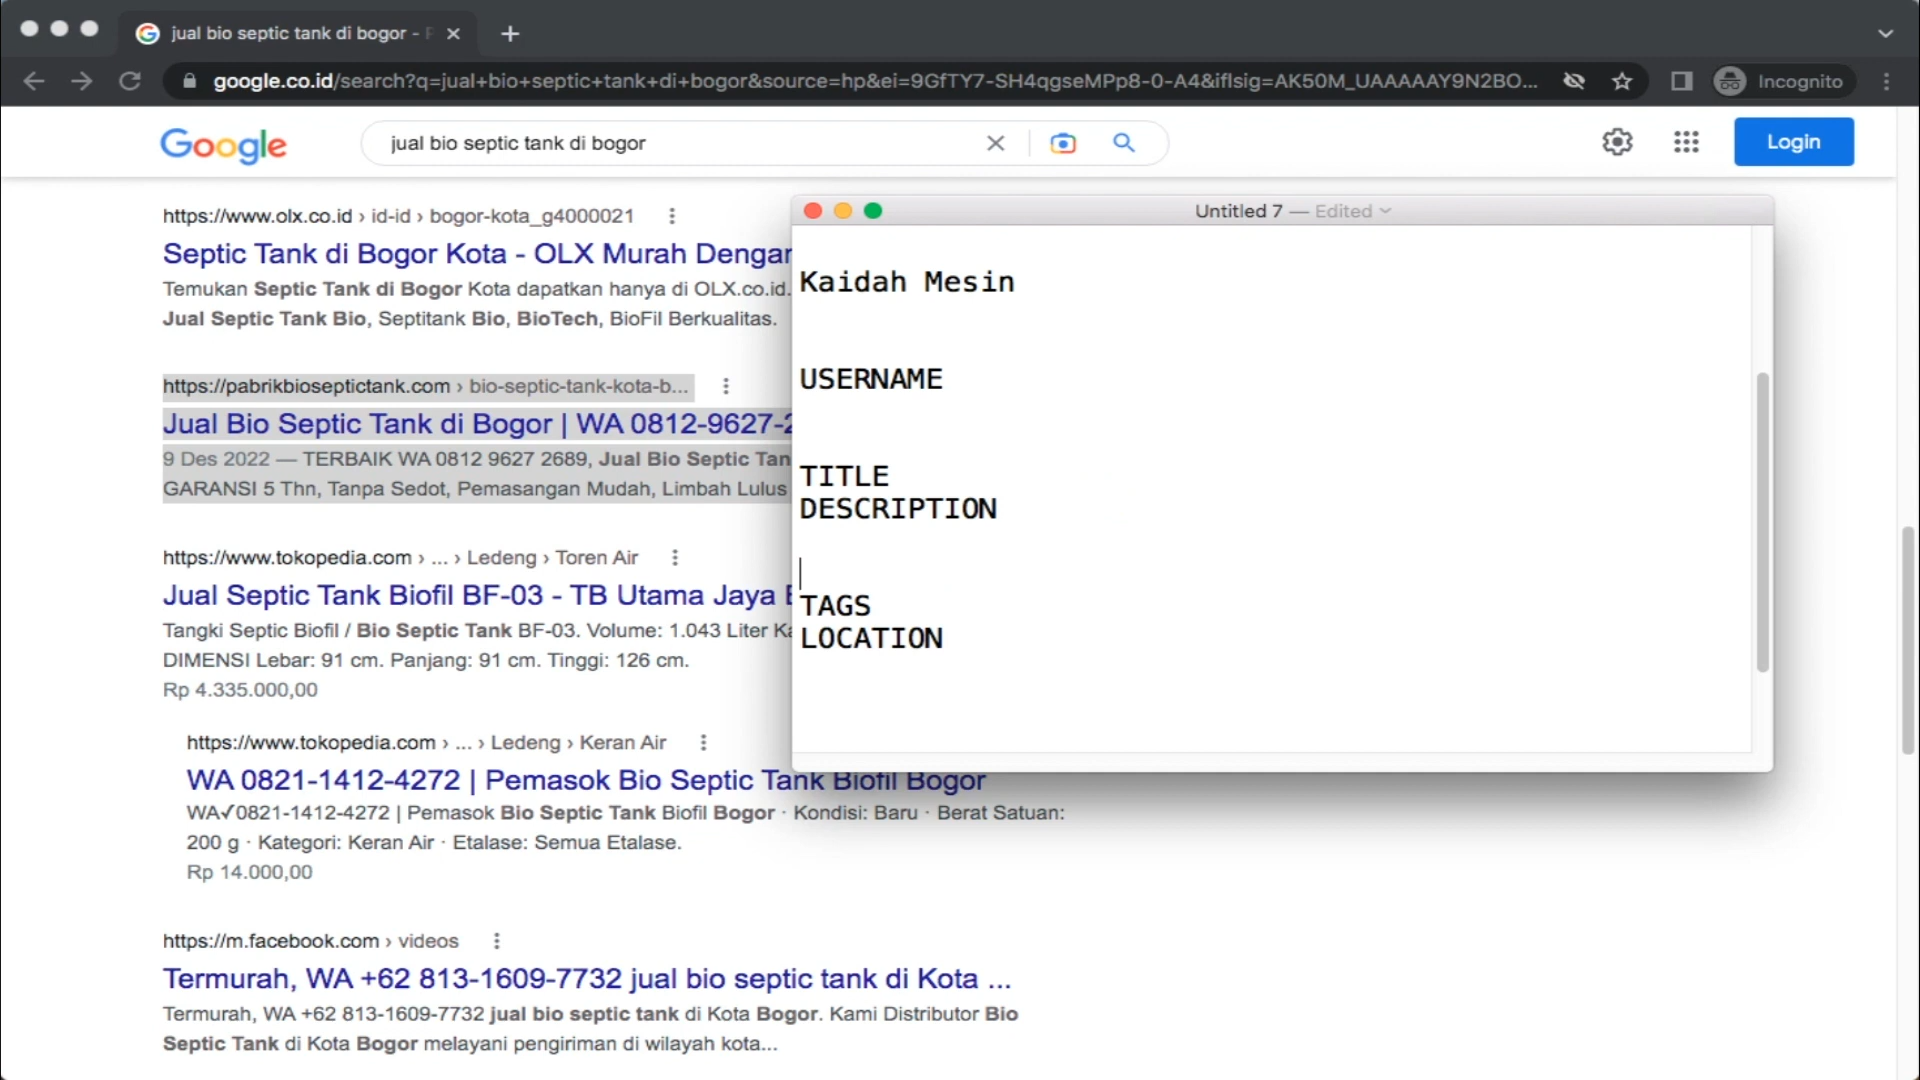 jual bio septic tank di bogor -
google.co.id/search?q=jual+bio+septic+tank+di+bogor&source=hp&ei=9GfTY7-SH4qgseMPp8-0-A4&iflsig=AK50M_UAAAAAY9N2BO...
Incognito
Google
jual bio septic tank di bogor
Login
https://www.olx.co.id › id-id › bogor-kota_g4000021
Septic Tank di Bogor Kota - OLX Murah Dengan
Temukan Septic Tank di Bogor Kota dapatkan hanya di OLX.co.id.
Jual Septic Tank Bio, Septitank Bio, BioTech, BioFil Berkualitas.
https://pabrikbioseptictank.com › bio-septic-tank-kota-b...
Jual Bio Septic Tank di Bogor | WA 0812-9627-2
9 Des 2022 — TERBAIK WA 0812 9627 2689, Jual Bio Septic Tan
GARANSI 5 Thn, Tanpa Sedot, Pemasangan Mudah, Limbah Lulus
https://www.tokopedia.com › ... › Ledeng › Toren Air
Jual Septic Tank Biofil BF-03 - TB Utama Jaya
Tangki Septic Biofil / Bio Septic Tank BF-03. Volume: 1.043 Liter Ka
DIMENSI Lebar: 91 cm. Panjang: 91 cm. Tinggi: 126 cm.
Rp 4.335.000,00
https://www.tokopedia.com › ... › Ledeng › Keran Air
WA 0821-1412-4272 | Pemasok Bio Septic Tank Biofil Bogor
WA✓0821-1412-4272 | Pemasok Bio Septic Tank Biofil Bogor · Kondisi: Baru · Berat Satuan:
200 g · Kategori: Keran Air · Etalase: Semua Etalase.
Rp 14.000,00
https://m.facebook.com › videos
Termurah, WA +62 813-1609-7732 jual bio septic tank di Kota ...
Termurah, WA +62 813-1609-7732 jual bio septic tank di Kota Bogor. Kami Distributor Bio
Septic Tank di Kota Bogor melayani pengiriman di wilayah kota...
Untitled 7 — Edited
Kaidah Mesin
USERNAME
TITLE
DESCRIPTION
TAGS
LOCATION